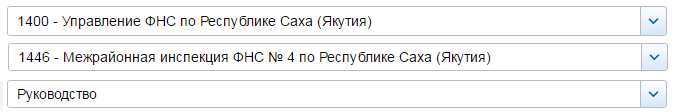 1400 - Управление ФНС по Республике Саха (Якутия)
1446 - Межрайонная инспекция ФНС № 4 по Республике Саха (Якутия)
Руководство